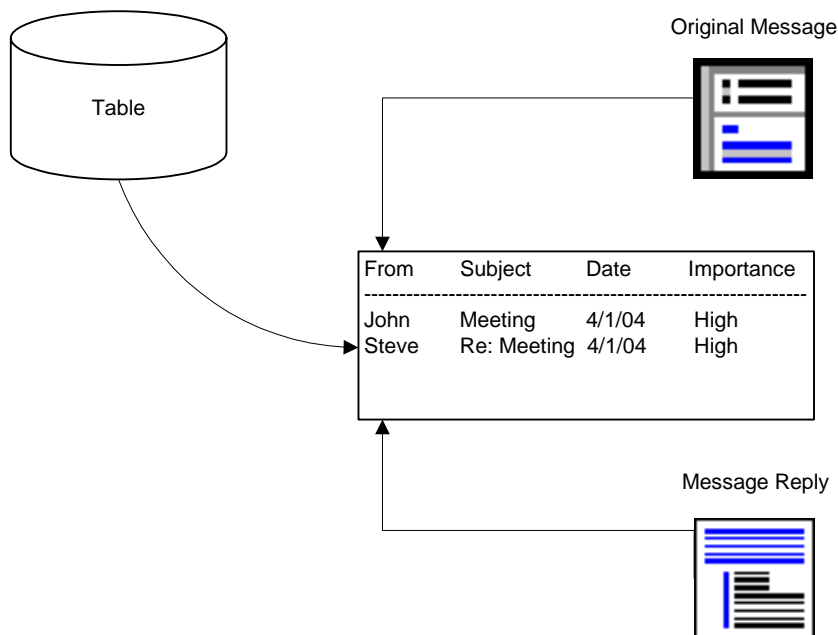 Original Message
Table
From Subject Date Importance
--------------------------------------------------------------------
John Meeting 4/1/04 High
Steve Re: Meeting 4/1/04 High
Message Reply